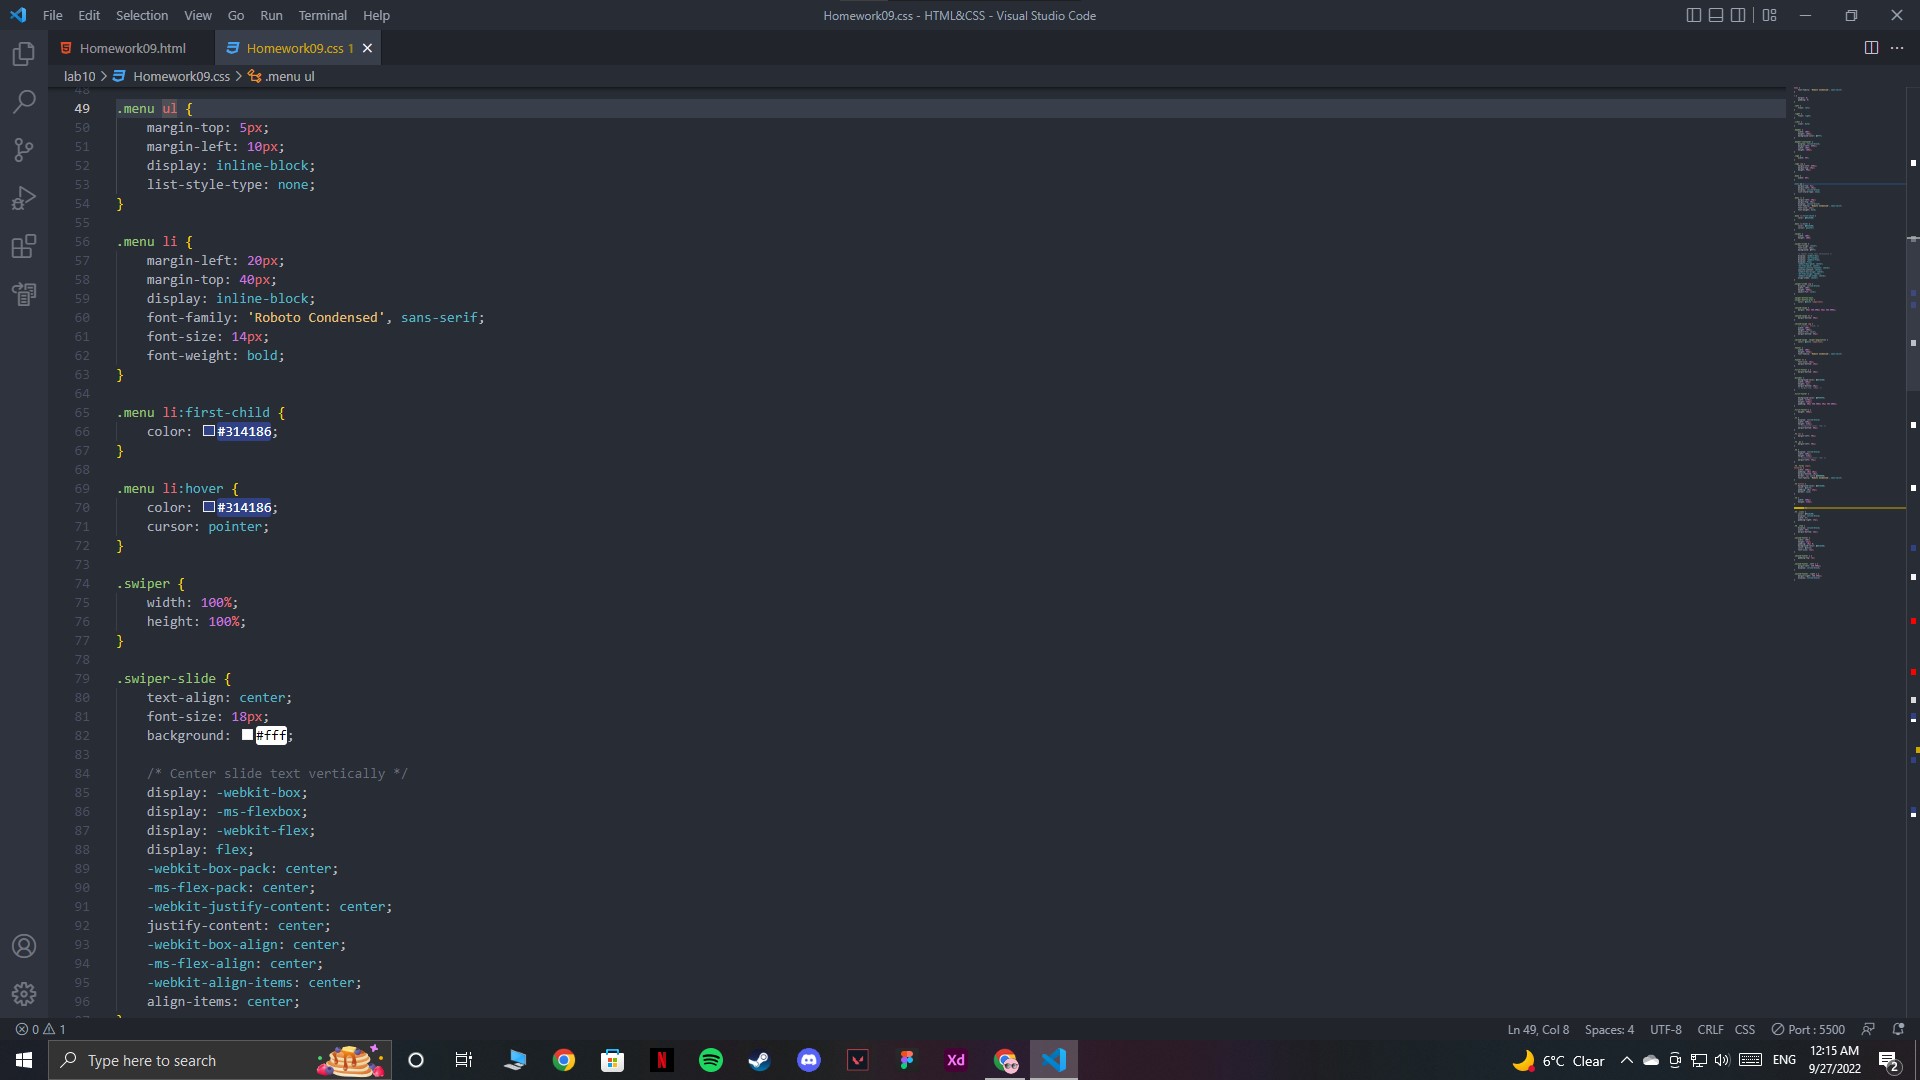 File Edit Selection View Go Run Terminal Help
Homework09.css - HTML&CSS - Visual Studio Code
Homework09.html
Homework09.css 1
lab10 > Homework09.css > .menu ul
48
49 .menu ul {
50 margin-top: 5px;
51 margin-left: 10px;
52 display: inline-block;
53 list-style-type: none;
54 }
55
56 .menu li {
57 margin-left: 20px;
58 margin-top: 40px;
59 display: inline-block;
60 font-family: 'Roboto Condensed', sans-serif;
61 font-size: 14px;
62 font-weight: bold;
63 }
64
65 .menu li:first-child {
66 color: #314186;
67 }
68
69 .menu li:hover {
70 color: #314186;
71 cursor: pointer;
72 }
73
74 .swiper {
75 width: 100%;
76 height: 100%;
77 }
78
79 .swiper-slide {
80 text-align: center;
81 font-size: 18px;
82 background: #fff;
83
84 /* Center slide text vertically */
85 display: -webkit-box;
86 display: -ms-flexbox;
87 display: -webkit-flex;
88 display: flex;
89 -webkit-box-pack: center;
90 -ms-flex-pack: center;
91 -webkit-justify-content: center;
92 justify-content: center;
93 -webkit-box-align: center;
94 -ms-flex-align: center;
95 -webkit-align-items: center;
96 align-items: center;
0 1
Ln 49, Col 8 Spaces: 4 UTF-8 CRLF CSS Port : 5500
Type here to search
N
Xd
6°C Clear
ENG
12:15 AM
9/27/2022
2